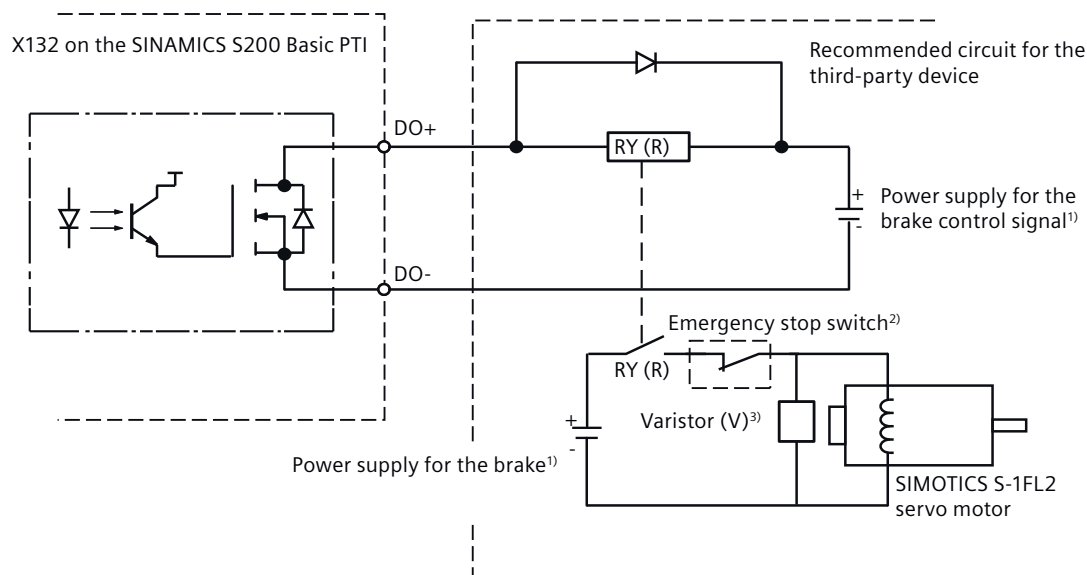 X132 on the SINAMICS S200 Basic PTI
Recommended circuit for the
third-party device
DO+
RY (R)
+
-
Power supply for the
brake control signal1)
DO-
Emergency stop switch2)
RY (R)
+
-
Varistor (V)3)
Power supply for the brake1)
SIMOTICS S-1FL2
servo motor